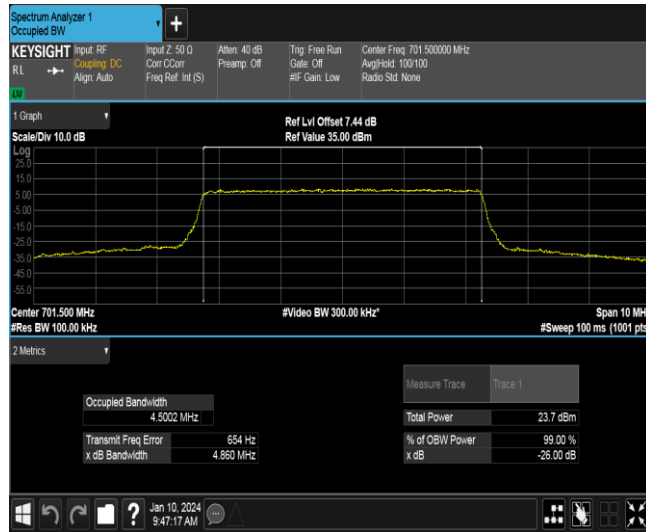 Spectrum Analyzer 1
Occupied BW
+
KEYSIGHT Input: RF Input Z: 50 Ω Atten: 40 dB Trig: Free Run Center Freq: 701.500000 MHz
RL Coupling: DC Corr CCorr Preamp: Off Gate: Off Avg|Hold: 100/100
Align: Auto Freq Ref: Int (S) #IF Gain: Low Radio Std: None
LXI
1 Graph Ref Lvl Offset 7.44 dB
Scale/Div 10.0 dB Ref Value 35.00 dBm
Log
25.0
15.0
5.00
-5.00
-15.0
-25.0
-35.0
-45.0
-55.0
Center 701.500 MHz #Video BW 300.00 kHz* Span 10 MH
#Res BW 100.00 kHz #Sweep 100 ms (1001 pts
2 Metrics
Measure Trace Trace 1
Occupied Bandwidth
4.5002 MHz Total Power 23.7 dBm
Transmit Freq Error 654 Hz % of OBW Power 99.00 %
x dB Bandwidth 4.860 MHz x dB -26.00 dB
? Jan 10, 2024
9:47:17 AM